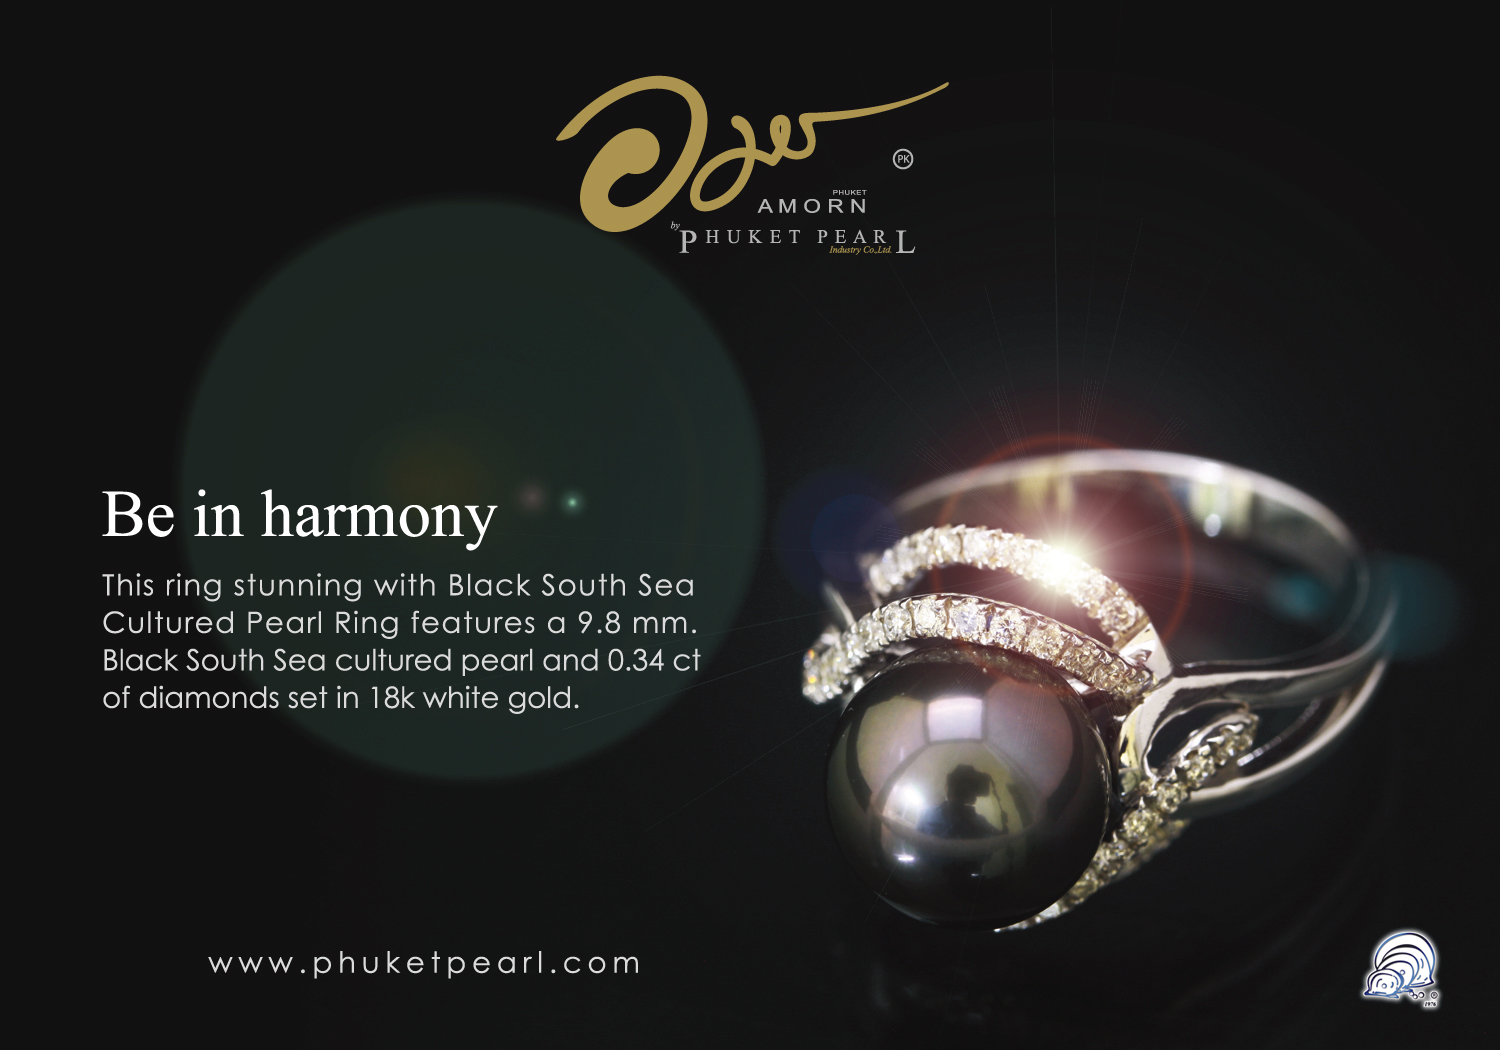 PK
PHUKET
AMORN
by
PHUKET PEARL
Industry Co.,Ltd.
Be in harmony
This ring stunning with Black South Sea
Cultured Pearl Ring features a 9.8 mm.
Black South Sea cultured pearl and 0.34 ct
of diamonds set in 18k white gold.
www.phuketpearl.com